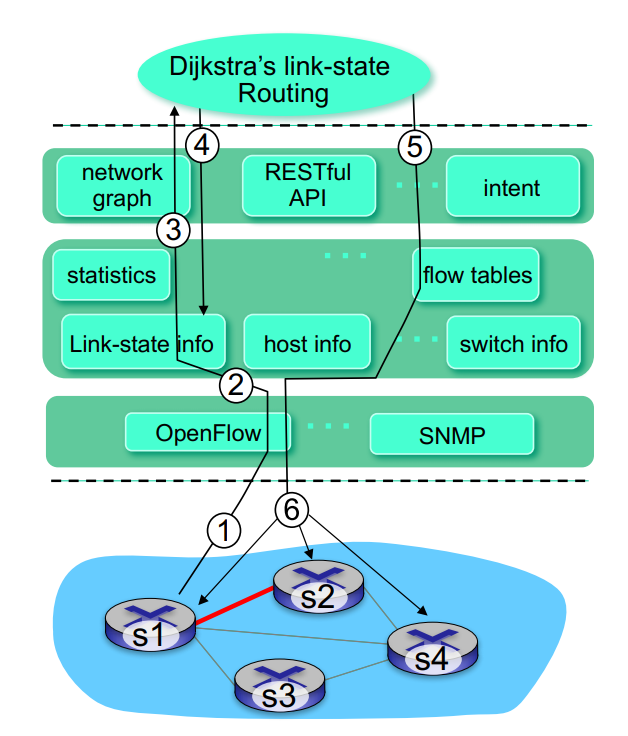 Dijkstra’s link-state
Routing
4
5
network
graph
RESTful
API
intent
3
statistics
flow tables
Link-state info
host info
switch info
2
OpenFlow
SNMP
1
6
s2
s1
s4
s3